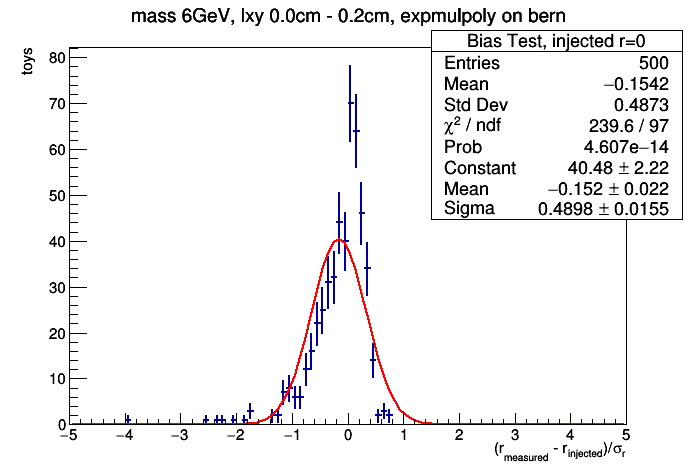 mass 6GeV, lxy 0.0cm - 0.2cm, expmulpoly on bern
Bias Test, injected r=0
Entries 500
Mean −0.1542
Std Dev 0.4873
χ² / ndf 239.6 / 97
Prob 4.607e−14
Constant 40.48 ± 2.22
Mean −0.152 ± 0.022
Sigma 0.4898 ± 0.0155
toys
80
70
60
50
40
30
20
10
0
−5 −4 −3 −2 −1 0 1 2 3 4 5
(r_measured - r_injected)/σ_r